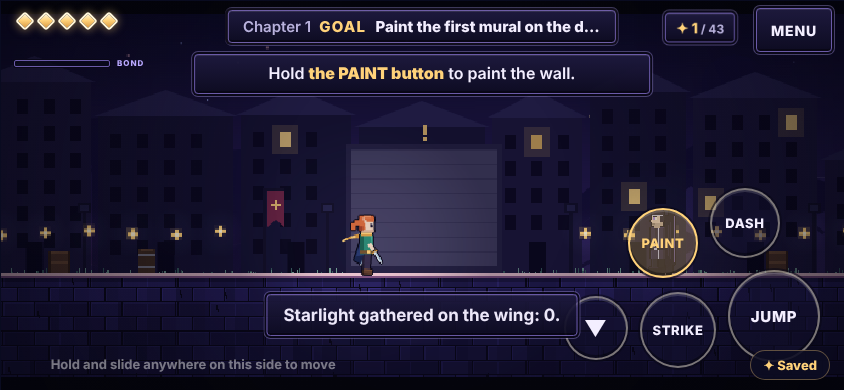 Chapter 1 GOAL Paint the first mural on the d...
✦ 1 / 43
MENU
BOND
Hold the PAINT button to paint the wall.
!
DASH
PAINT
Starlight gathered on the wing: 0.
STRIKE
JUMP
Hold and slide anywhere on this side to move
✦ Saved